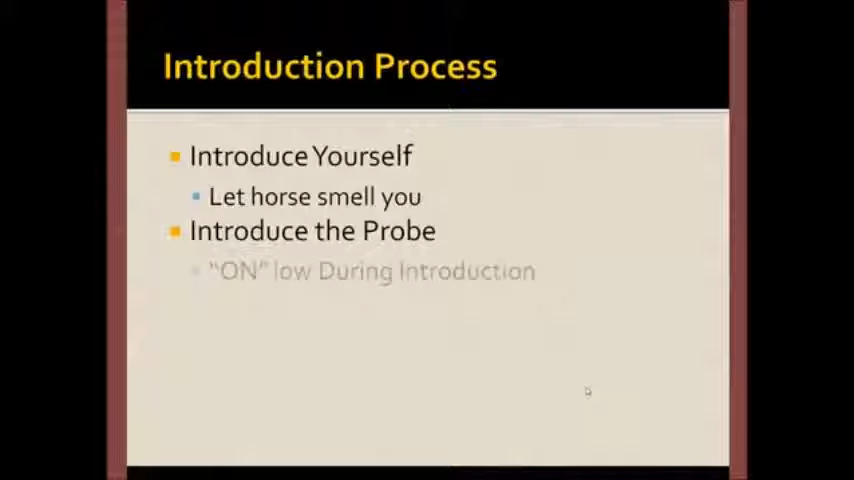 Introduction Process
Introduce Yourself
Let horse smell you
Introduce the Probe
"ON" low During Introduction